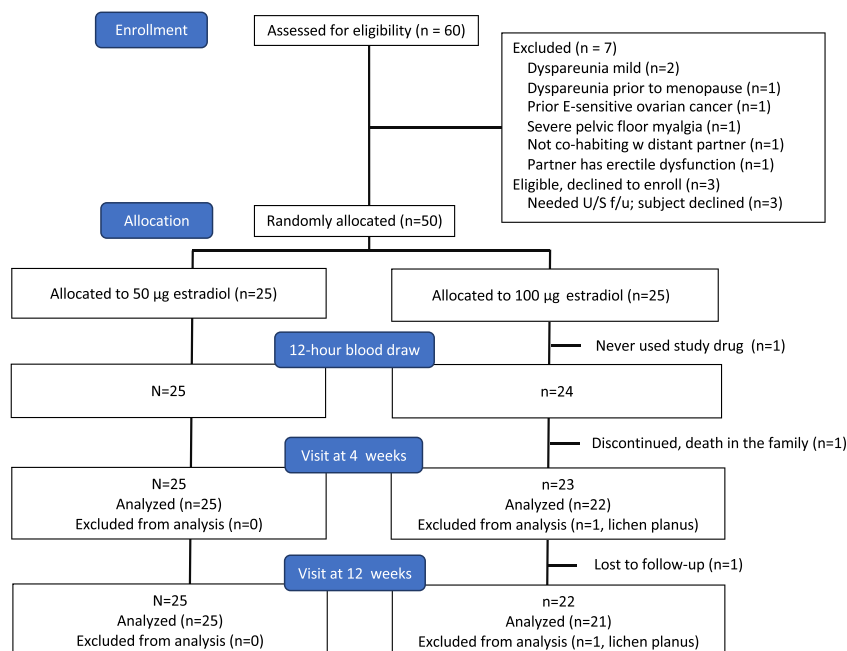 Enrollment
Assessed for eligibility (n = 60)
Excluded (n = 7)
Dyspareunia mild (n=2)
Dyspareunia prior to menopause (n=1)
Prior E-sensitive ovarian cancer (n=1)
Severe pelvic floor myalgia (n=1)
Not co-habiting w distant partner (n=1)
Partner has erectile dysfunction (n=1)
Eligible, declined to enroll (n=3)
Needed U/S f/u; subject declined (n=3)
Allocation
Randomly allocated (n=50)
Allocated to 50 µg estradiol (n=25)
Allocated to 100 µg estradiol (n=25)
12-hour blood draw
Never used study drug (n=1)
N=25
n=24
Discontinued, death in the family (n=1)
Visit at 4 weeks
N=25
Analyzed (n=25)
Excluded from analysis (n=0)
n=23
Analyzed (n=22)
Excluded from analysis (n=1, lichen planus)
Lost to follow-up (n=1)
Visit at 12 weeks
N=25
Analyzed (n=25)
Excluded from analysis (n=0)
n=22
Analyzed (n=21)
Excluded from analysis (n=1, lichen planus)